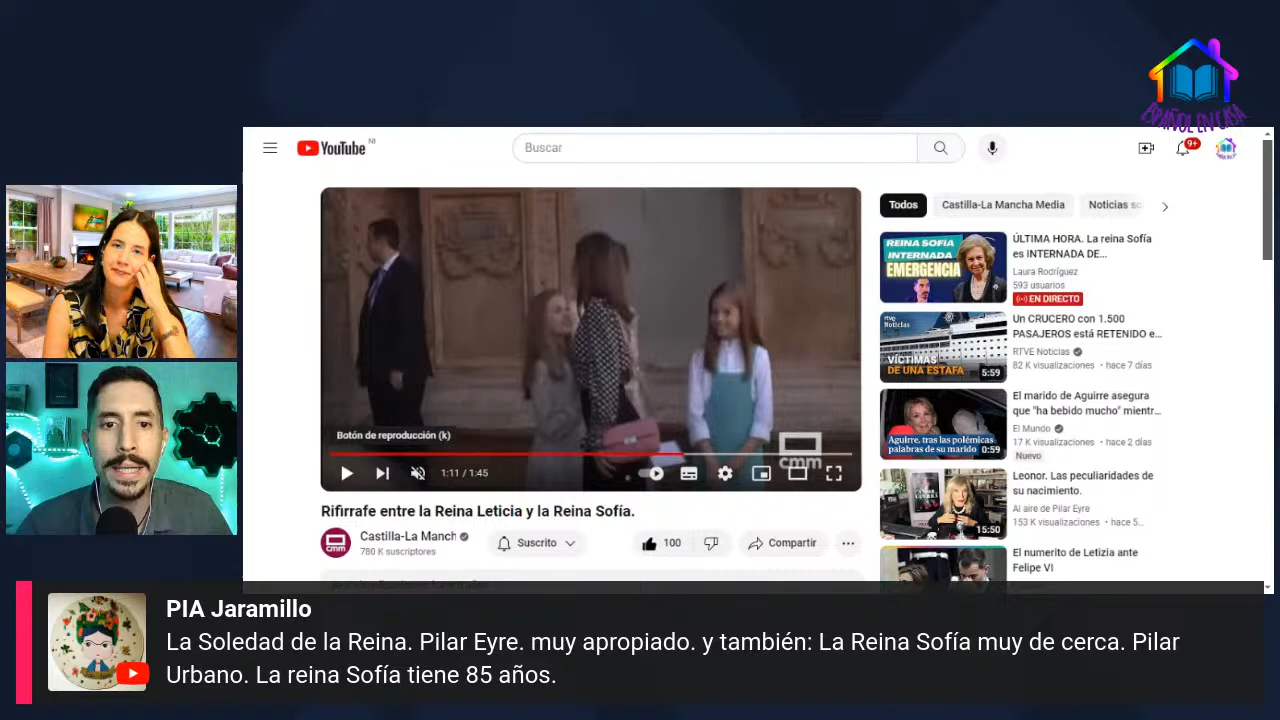 ESPAÑOL EN CASA
YouTube
NI
Buscar
9+
Todos
Castilla-La Mancha Media
Noticias so
REINA SOFÍA
INTERNADA
EMERGENCIA
ÚLTIMA HORA. La reina Sofía
es INTERNADA DE...
Laura Rodríguez
593 usuarios
EN DIRECTO
rtve
Noticias
VÍCTIMAS
DE UNA ESTAFA
5:59
Un CRUCERO con 1.500
PASAJEROS está RETENIDO e...
RTVE Noticias
82 K visualizaciones • hace 7 días
Aguirre, tras las polémicas
palabras de su marido
0:59
El marido de Aguirre asegura
que "ha bebido mucho" mientr...
El Mundo
17 K visualizaciones • hace 2 días
Nuevo
15:50
Leonor. Las peculiaridades de
su nacimiento.
Al aire de Pilar Eyre
153 K visualizaciones • hace 5...
El numerito de Letizia ante
Felipe VI
Botón de reproducción (k)
cmm
1:11 / 1:45
Rifirrafe entre la Reina Leticia y la Reina Sofía.
cmm
Castilla-La Manch
780 K suscriptores
Suscrito
100
Compartir
PIA Jaramillo
La Soledad de la Reina. Pilar Eyre. muy apropiado. y también: La Reina Sofía muy de cerca. Pilar
Urbano. La reina Sofía tiene 85 años.